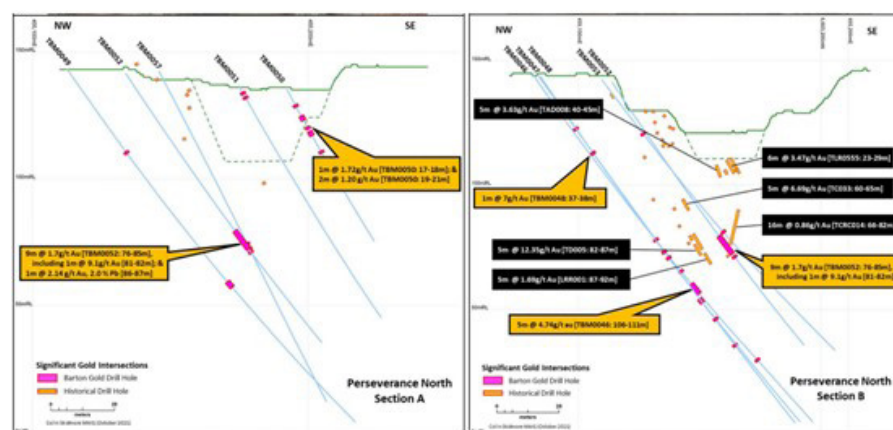 NW
SE
TBM0049
TBM0052
TBM0057
TBM0051
TBM0050
1m @ 1.72g/t Au [TBM0050: 17-18m]; &
2m @ 1.20 g/t Au [TBM0050: 19-21m]
9m @ 1.7g/t Au [TBM0052: 76-85m],
including 1m @ 9.1g/t Au [81-82m]; &
1m @ 2.14 g/t Au, 2.0 % Pb [86-87m]
Significant Gold Intersections
Barton Gold Drill Hole
Historical Drill Hole
meters
Perseverance North
Section A
NW
SE
TBM0046
TBM0047
TBM0048
5m @ 3.63g/t Au [TAD008: 40-45m]
6m @ 3.47g/t Au [TLR0555: 23-29m]
5m @ 6.69g/t Au [TC033: 60-65m]
1m @ 7g/t Au [TBM0048: 37-38m]
16m @ 0.86g/t Au [TCRC014: 66-82m]
5m @ 12.35g/t Au [TD005: 82-87m]
5m @ 1.69g/t Au [LRR001: 87-92m]
9m @ 1.7g/t Au [TBM0052: 76-85m],
including 1m @ 9.1g/t Au [81-82m]
5m @ 4.74g/t au [TBM0046: 106-111m]
Significant Gold Intersections
Barton Gold Drill Hole
Historical Drill Hole
meters
Perseverance North
Section B